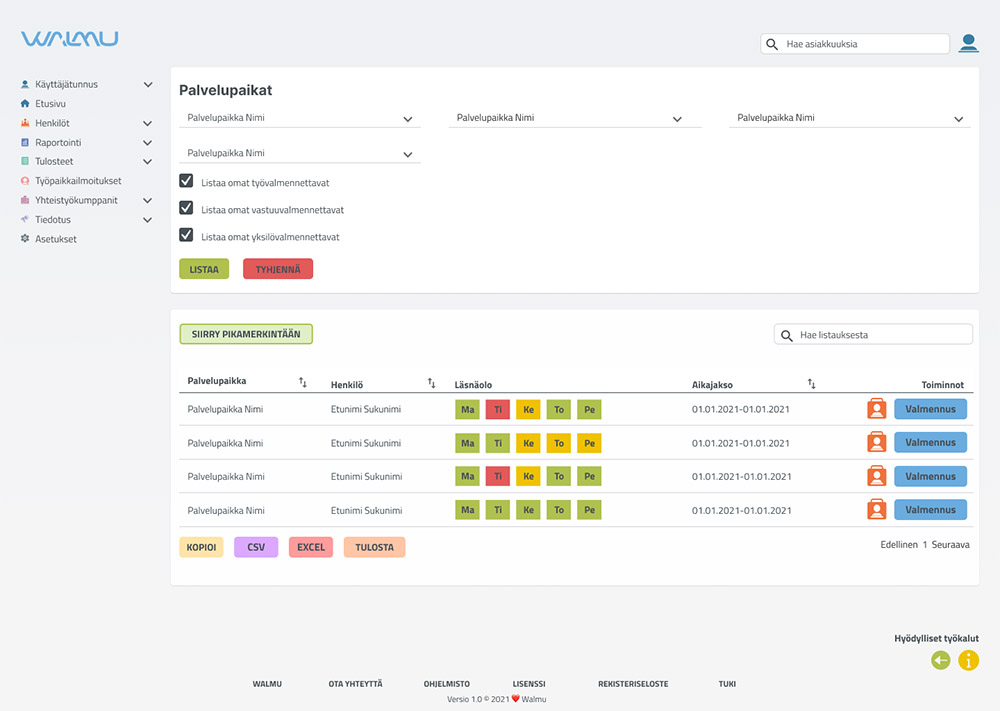 WALMU
Hae asiakkuuksia
Käyttäjätunnus
Etusivu
Henkilöt
Raportointi
Tulosteet
Työpaikkailmoitukset
Yhteistyökumppanit
Tiedotus
Asetukset
Palvelupaikat
Palvelupaikka Nimi Palvelupaikka Nimi Palvelupaikka Nimi
Palvelupaikka Nimi
Listaa omat työvalmennettavat
Listaa omat vastuuvalmennettavat
Listaa omat yksilövalmennettavat
LISTAA TYHJENNÄ
SIIRRY PIKAMERKINTÄÄN Hae listauksesta
Palvelupaikka Henkilö Läsnäolo Aikajakso Toiminnot
Palvelupaikka Nimi Etunimi Sukunimi Ma Ti Ke To Pe 01.01.2021-01.01.2021 Valmennus
Palvelupaikka Nimi Etunimi Sukunimi Ma Ti Ke To Pe 01.01.2021-01.01.2021 Valmennus
Palvelupaikka Nimi Etunimi Sukunimi Ma Ti Ke To Pe 01.01.2021-01.01.2021 Valmennus
Palvelupaikka Nimi Etunimi Sukunimi Ma Ti Ke To Pe 01.01.2021-01.01.2021 Valmennus
KOPIOI CSV EXCEL TULOSTA Edellinen 1 Seuraava
Hyödylliset työkalut
WALMU OTA YHTEYTTÄ OHJELMISTO LISENSSI REKISTERISELOSTE TUKI
Versio 1.0 © 2021 ❤ Walmu